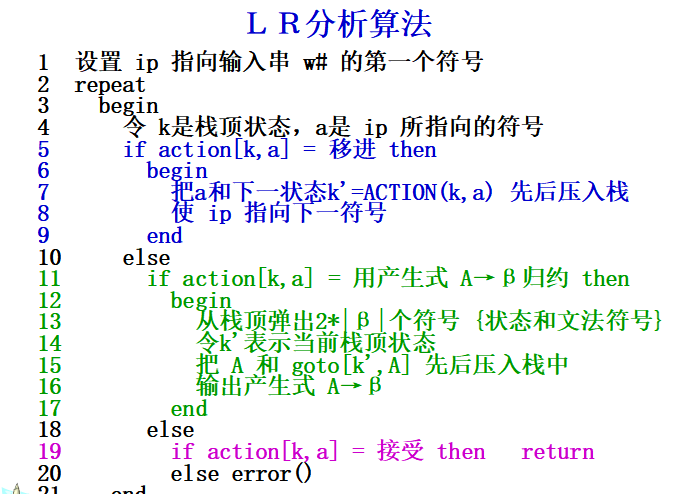 ＬＲ分析算法
1 设置 ip 指向输入串 w# 的第一个符号
2 repeat
3 begin
4 令 k是栈顶状态，a是 ip 所指向的符号
5 if action[k,a] = 移进 then
6 begin
7 把a和下一状态k'=ACTION(k,a) 先后压入栈
8 使 ip 指向下一符号
9 end
10 else
11 if action[k,a] = 用产生式 A→β归约 then
12 begin
13 从栈顶弹出2*|β|个符号 {状态和文法符号}
14 令k'表示当前栈顶状态
15 把 A 和 goto[k',A] 先后压入栈中
16 输出产生式 A→β
17 end
18 else
19 if action[k,a] = 接受 then return
20 else error()
21 end